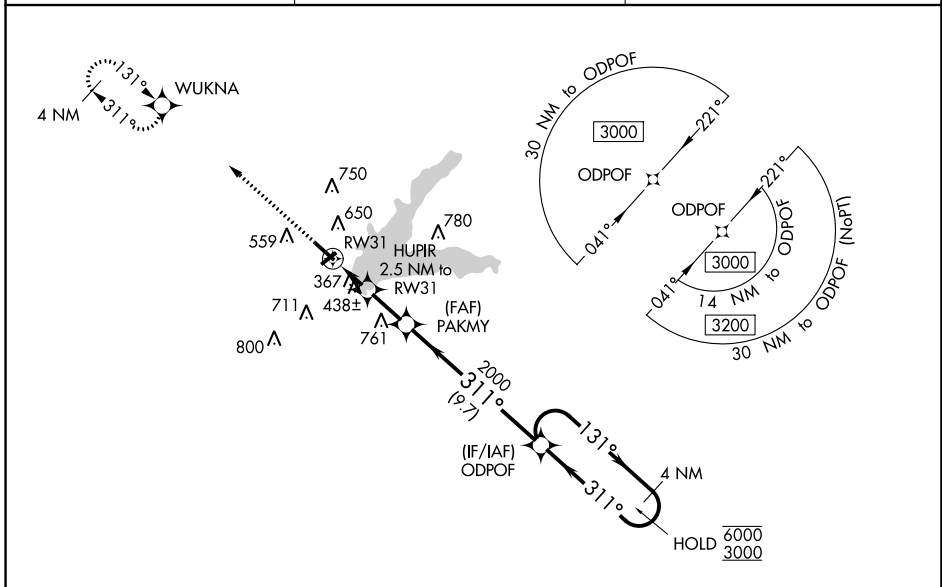 131°
WUKNA
311°
4 NM
750
650
559
RW31
780
HUPIR
2.5 NM to
RW31
367
438±
711
(FAF)
PAKMY
761
800
2000
311°
(9.7)
(IF/IAF)
ODPOF
131°
4 NM
311°
HOLD 6000
3000
30 NM to ODPOF
3000
221°
ODPOF
041°
221°
ODPOF
3000
041°
14 NM to ODPOF
3200
30 NM to ODPOF (NoPT)